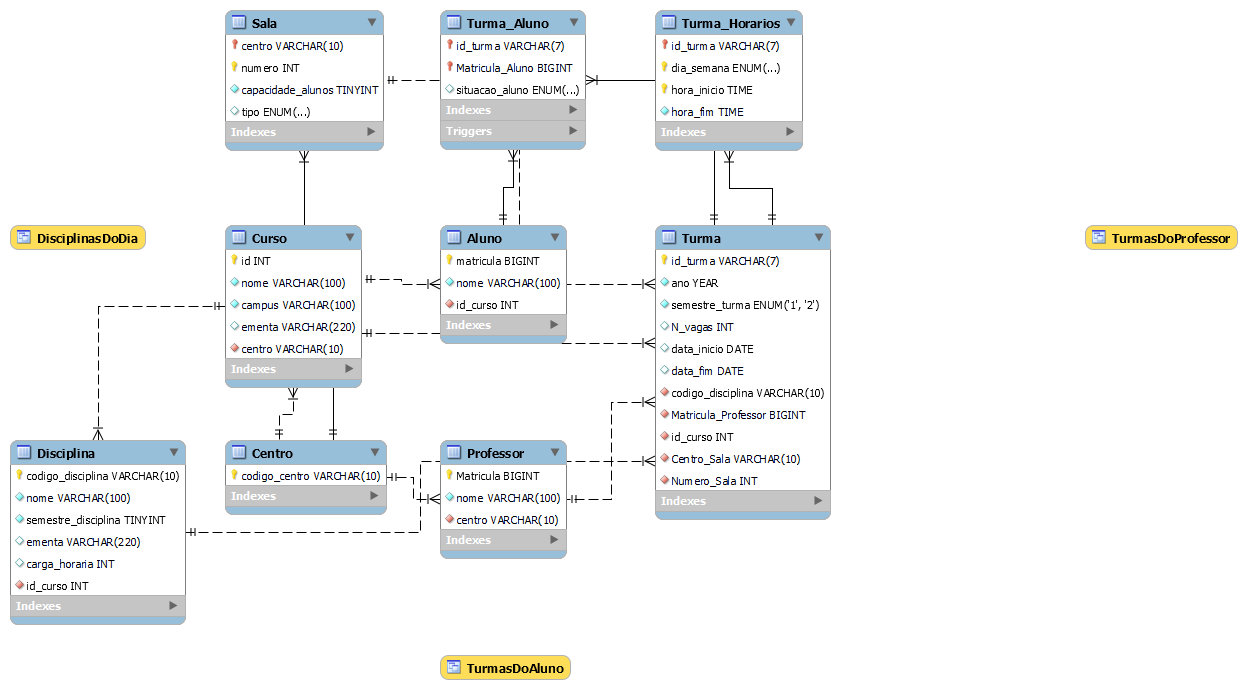 Sala
centro VARCHAR(10)
numero INT
capacidade_alunos TINYINT
tipo ENUM(...)
Indexes
Turma_Aluno
id_turma VARCHAR(7)
Matricula_Aluno BIGINT
situacao_aluno ENUM(...)
Indexes
Triggers
Turma_Horarios
id_turma VARCHAR(7)
dia_semana ENUM(...)
hora_inicio TIME
hora_fim TIME
Indexes
DisciplinasDoDia
Curso
id INT
nome VARCHAR(100)
campus VARCHAR(100)
ementa VARCHAR(220)
centro VARCHAR(10)
Indexes
Aluno
matricula BIGINT
nome VARCHAR(100)
id_curso INT
Indexes
Turma
id_turma VARCHAR(7)
ano YEAR
semestre_turma ENUM('1', '2')
N_vagas INT
data_inicio DATE
data_fim DATE
codigo_disciplina VARCHAR(10)
Matricula_Professor BIGINT
id_curso INT
Centro_Sala VARCHAR(10)
Numero_Sala INT
Indexes
TurmasDoProfessor
Disciplina
codigo_disciplina VARCHAR(10)
nome VARCHAR(100)
semestre_disciplina TINYINT
ementa VARCHAR(220)
carga_horaria INT
id_curso INT
Indexes
Centro
codigo_centro VARCHAR(10)
Indexes
Professor
Matricula BIGINT
nome VARCHAR(100)
centro VARCHAR(10)
Indexes
TurmasDoAluno